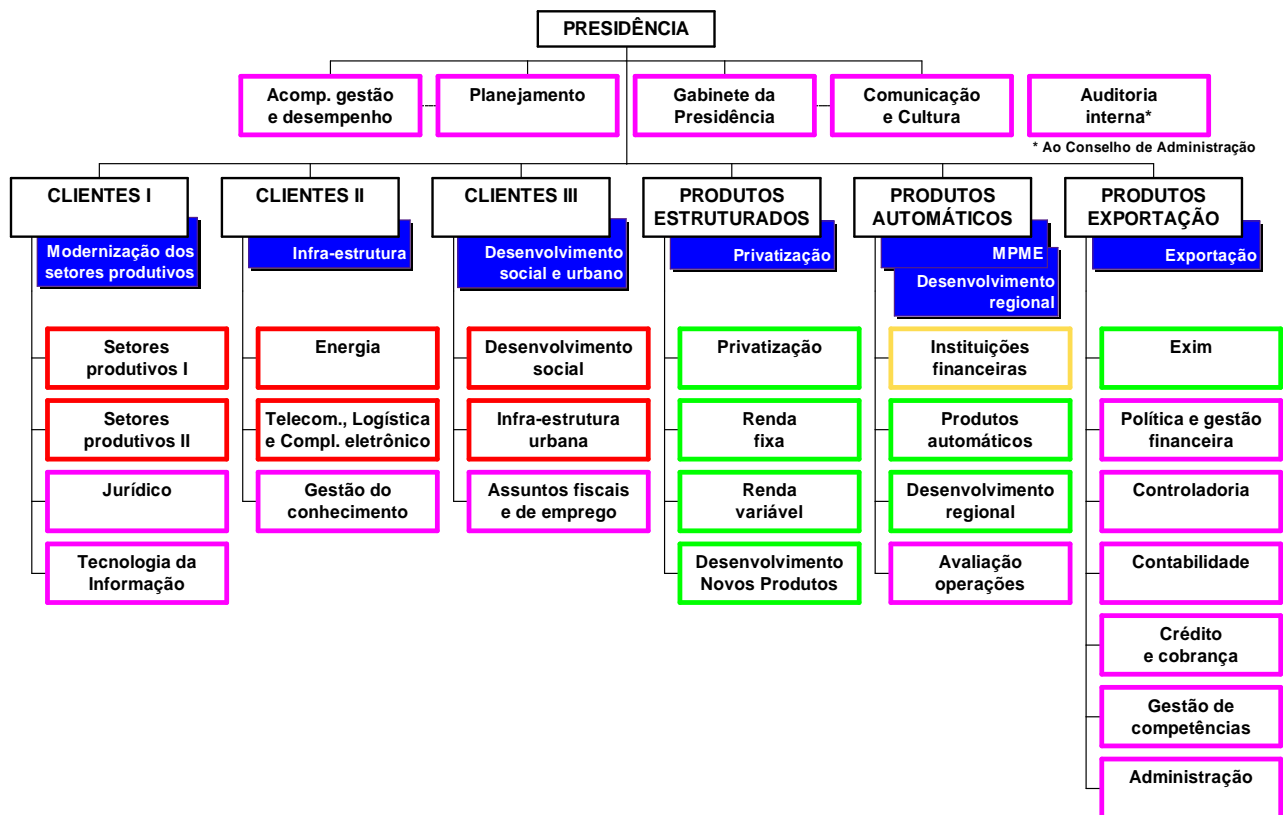 PRESIDÊNCIA
Acomp. gestão
e desempenho
Planejamento
Gabinete da
Presidência
Comunicação
e Cultura
Auditoria
interna*
* Ao Conselho de Administração
CLIENTES I
Modernização dos
setores produtivos
Setores
produtivos I
Setores
produtivos II
Jurídico
Tecnologia da
Informação
CLIENTES II
Infra-estrutura
Energia
Telecom., Logística
e Compl. eletrônico
Gestão do
conhecimento
CLIENTES III
Desenvolvimento
social e urbano
Desenvolvimento
social
Infra-estrutura
urbana
Assuntos fiscais
e de emprego
PRODUTOS
ESTRUTURADOS
Privatização
Privatização
Renda
fixa
Renda
variável
Desenvolvimento
Novos Produtos
PRODUTOS
AUTOMÁTICOS
MPME
Desenvolvimento
regional
Instituições
financeiras
Produtos
automáticos
Desenvolvimento
regional
Avaliação
operações
PRODUTOS
EXPORTAÇÃO
Exportação
Exim
Política e gestão
financeira
Controladoria
Contabilidade
Crédito
e cobrança
Gestão de
competências
Administração